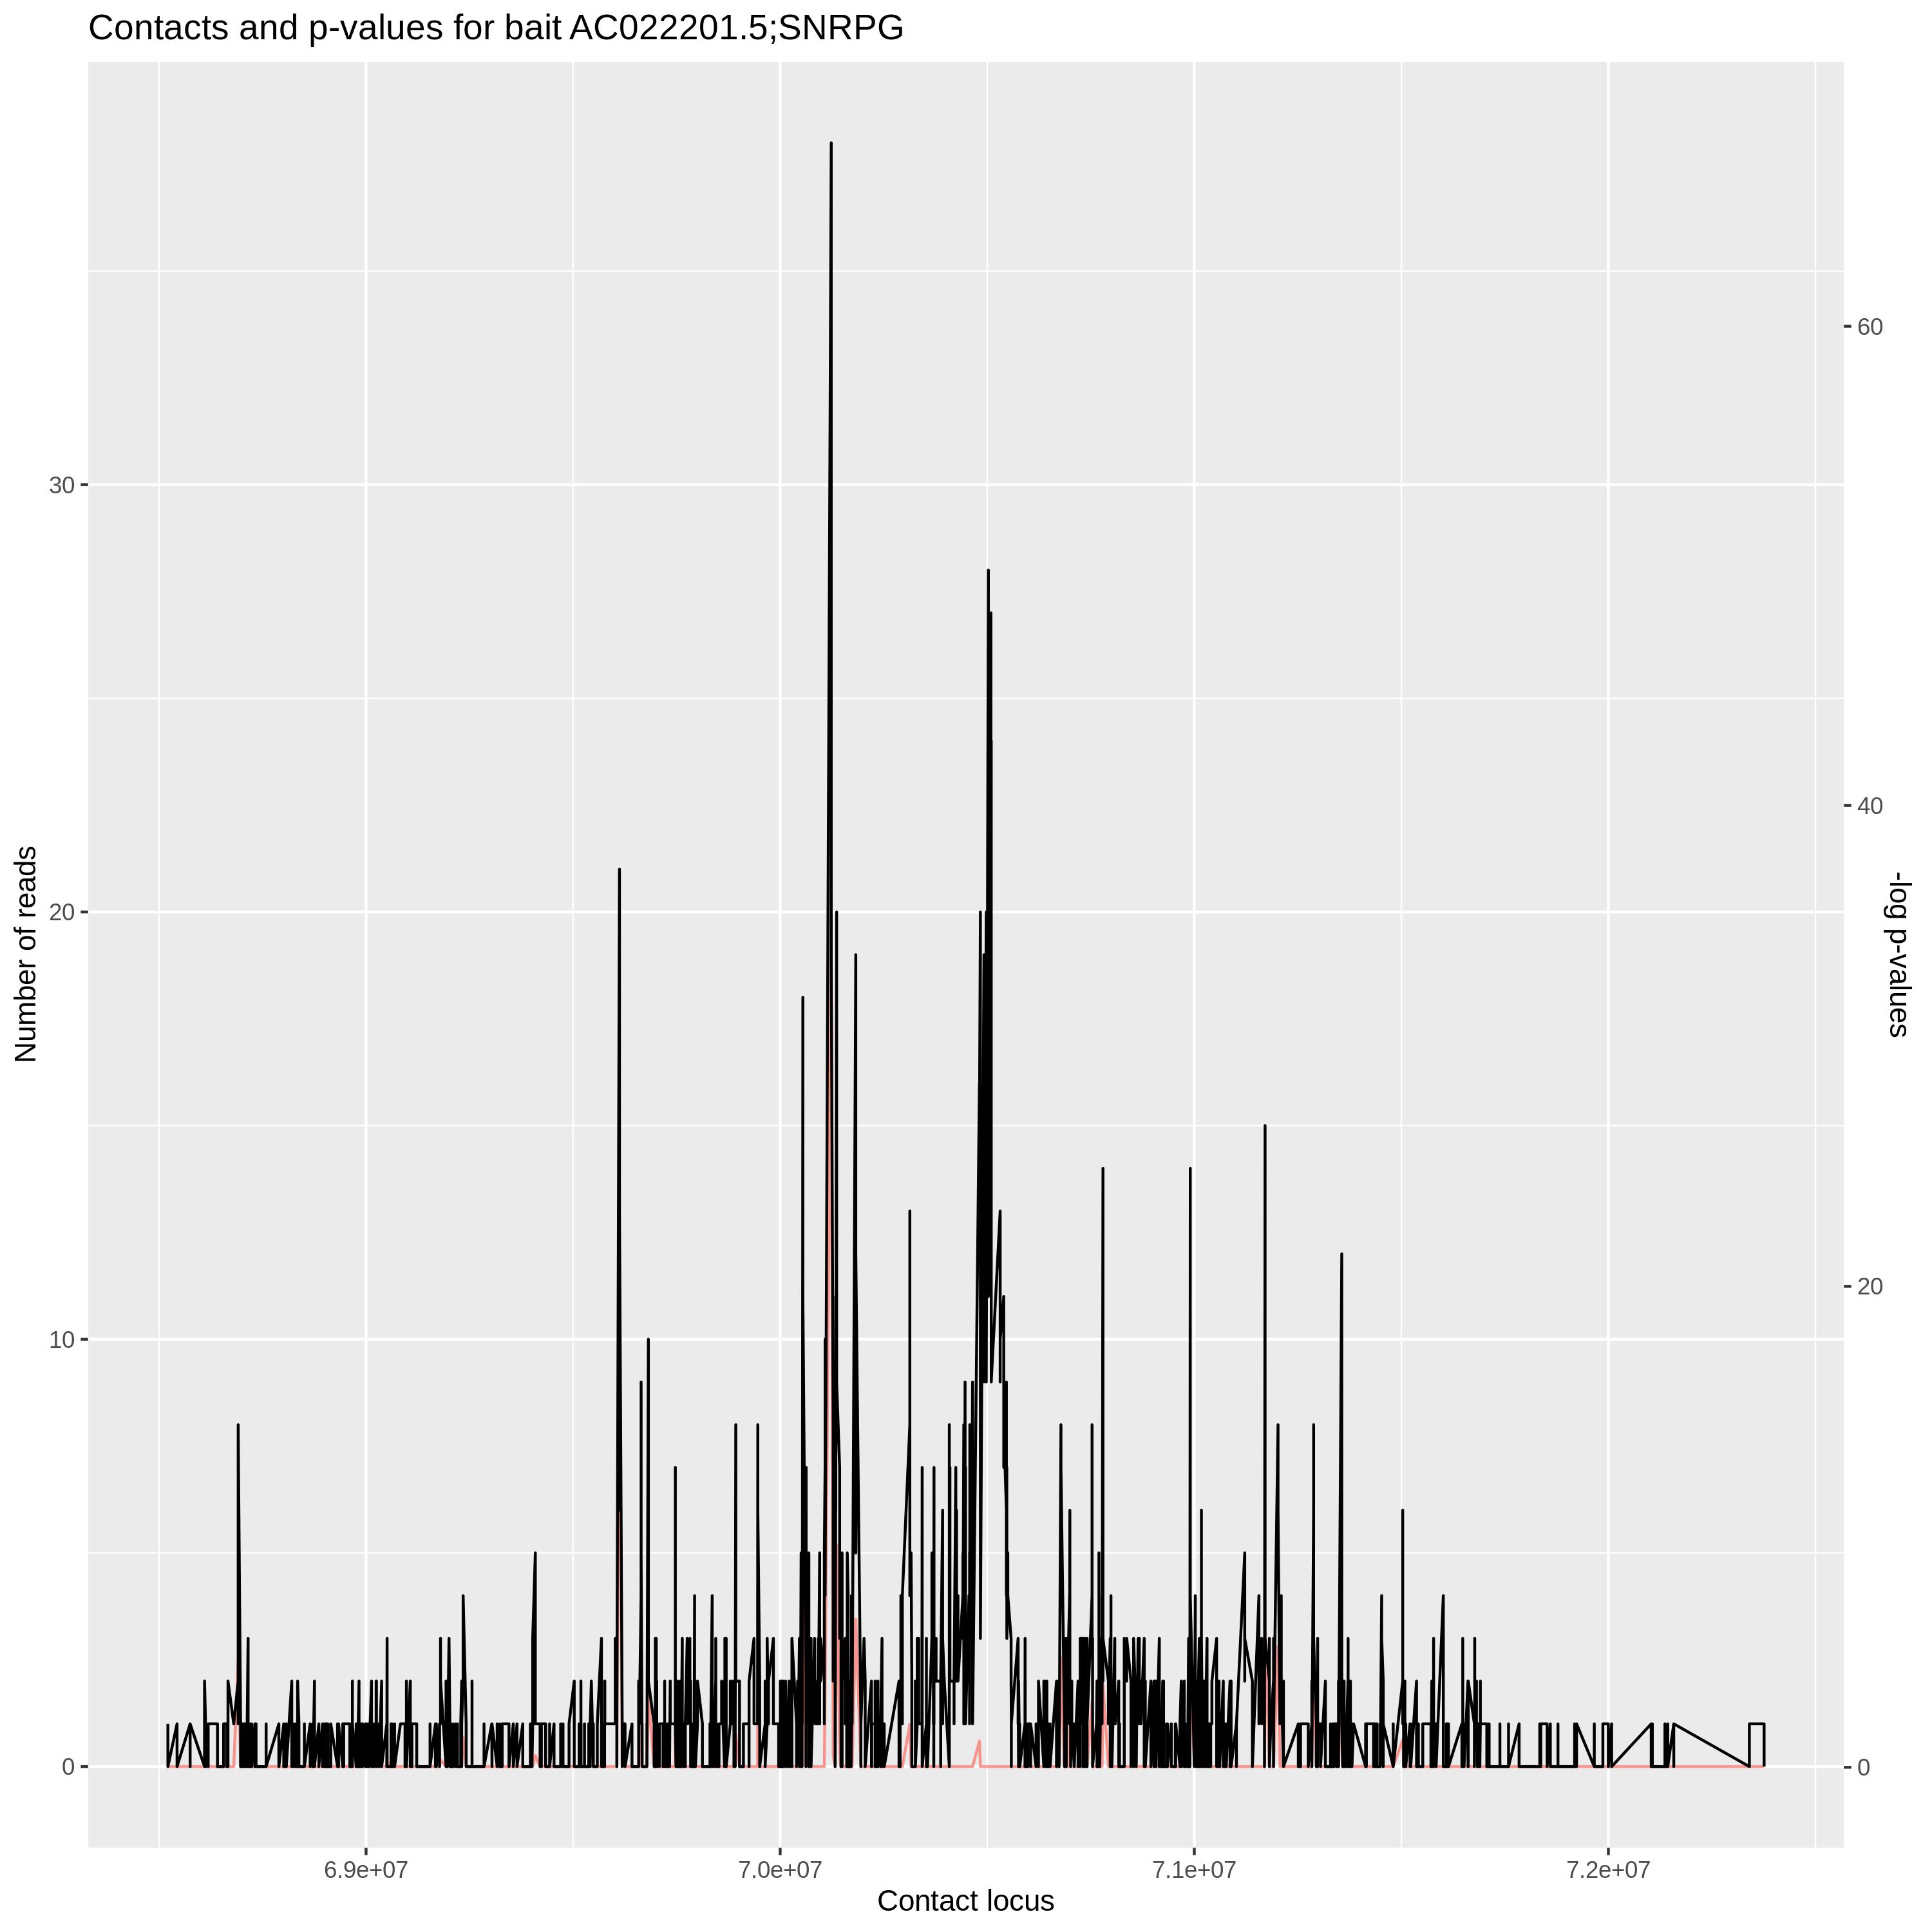 Contacts and p-values for bait AC022201.5;SNRPG
30
20
10
0
Number of reads
60
40
20
0
-log p-values
6.9e+07 7.0e+07 7.1e+07 7.2e+07
Contact locus